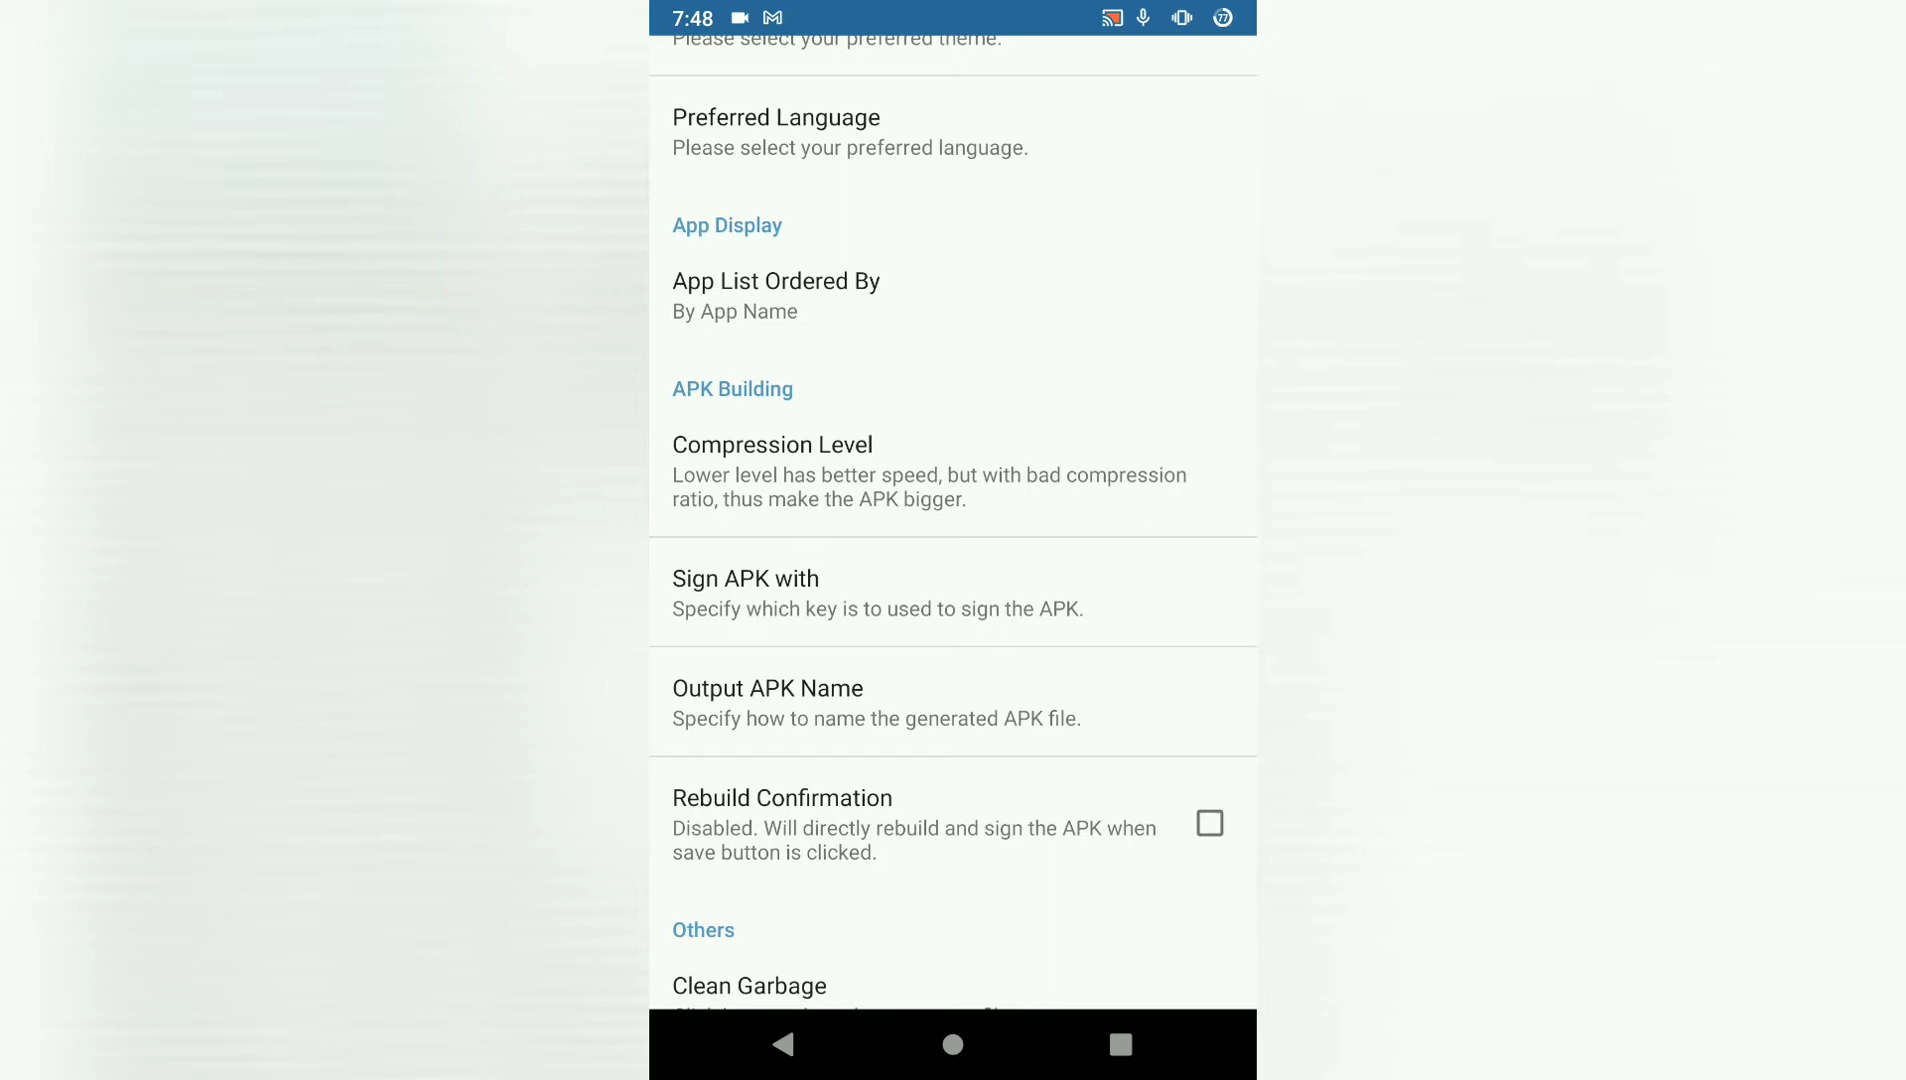 7:48
77
Please select your preferred theme.
Preferred Language
Please select your preferred language.
App Display
App List Ordered By
By App Name
APK Building
Compression Level
Lower level has better speed, but with bad compression
ratio, thus make the APK bigger.
Sign APK with
Specify which key is to used to sign the APK.
Output APK Name
Specify how to name the generated APK file.
Rebuild Confirmation
Disabled. Will directly rebuild and sign the APK when
save button is clicked.
Others
Clean Garbage